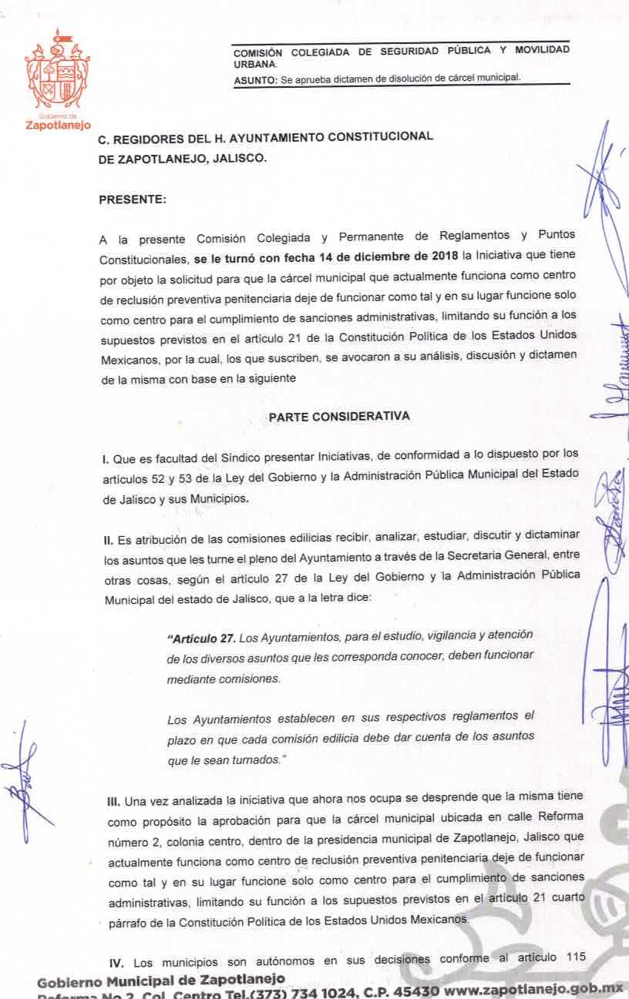 COMISIÓN COLEGIADA DE SEGURIDAD PÚBLICA Y MOVILIDAD
URBANA.
ASUNTO: Se aprueba dictamen de disolución de cárcel municipal.
Gobierno de
Zapotlanejo
C. REGIDORES DEL H. AYUNTAMIENTO CONSTITUCIONAL
DE ZAPOTLANEJO, JALISCO.
PRESENTE:
A la presente Comisión Colegiada y Permanente de Reglamentos y Puntos
Constitucionales, se le turnó con fecha 14 de diciembre de 2018 la Iniciativa que tiene
por objeto la solicitud para que la cárcel municipal que actualmente funciona como centro
de reclusión preventiva penitenciaria deje de funcionar como tal y en su lugar funcione solo
como centro para el cumplimiento de sanciones administrativas, limitando su función a los
supuestos previstos en el artículo 21 de la Constitución Política de los Estados Unidos
Mexicanos, por la cual, los que suscriben, se avocaron a su análisis, discusión y dictamen
de la misma con base en la siguiente
PARTE CONSIDERATIVA
I. Que es facultad del Síndico presentar Iniciativas, de conformidad a lo dispuesto por los
artículos 52 y 53 de la Ley del Gobierno y la Administración Pública Municipal del Estado
de Jalisco y sus Municipios.
II. Es atribución de las comisiones edilicias recibir, analizar, estudiar, discutir y dictaminar
los asuntos que les turne el pleno del Ayuntamiento a través de la Secretaria General, entre
otras cosas, según el artículo 27 de la Ley del Gobierno y la Administración Pública
Municipal del estado de Jalisco, que a la letra dice:
“Artículo 27. Los Ayuntamientos, para el estudio, vigilancia y atención
de los diversos asuntos que les corresponda conocer, deben funcionar
mediante comisiones.
Los Ayuntamientos establecen en sus respectivos reglamentos el
plazo en que cada comisión edilicia debe dar cuenta de los asuntos
que le sean turnados.”
III. Una vez analizada la iniciativa que ahora nos ocupa se desprende que la misma tiene
como propósito la aprobación para que la cárcel municipal ubicada en calle Reforma
número 2, colonia centro, dentro de la presidencia municipal de Zapotlanejo, Jalisco que
actualmente funciona como centro de reclusión preventiva penitenciaria deje de funcionar
como tal y en su lugar funcione solo como centro para el cumplimiento de sanciones
administrativas, limitando su función a los supuestos previstos en el artículo 21 cuarto
párrafo de la Constitución Política de los Estados Unidos Mexicanos.
IV. Los municipios son autónomos en sus decisiones conforme al artículo 115
Gobierno Municipal de Zapotlanejo
Reforma No.2, Col. Centro Tel.(373) 734 1024, C.P. 45430 www.zapotlanejo.gob.mx